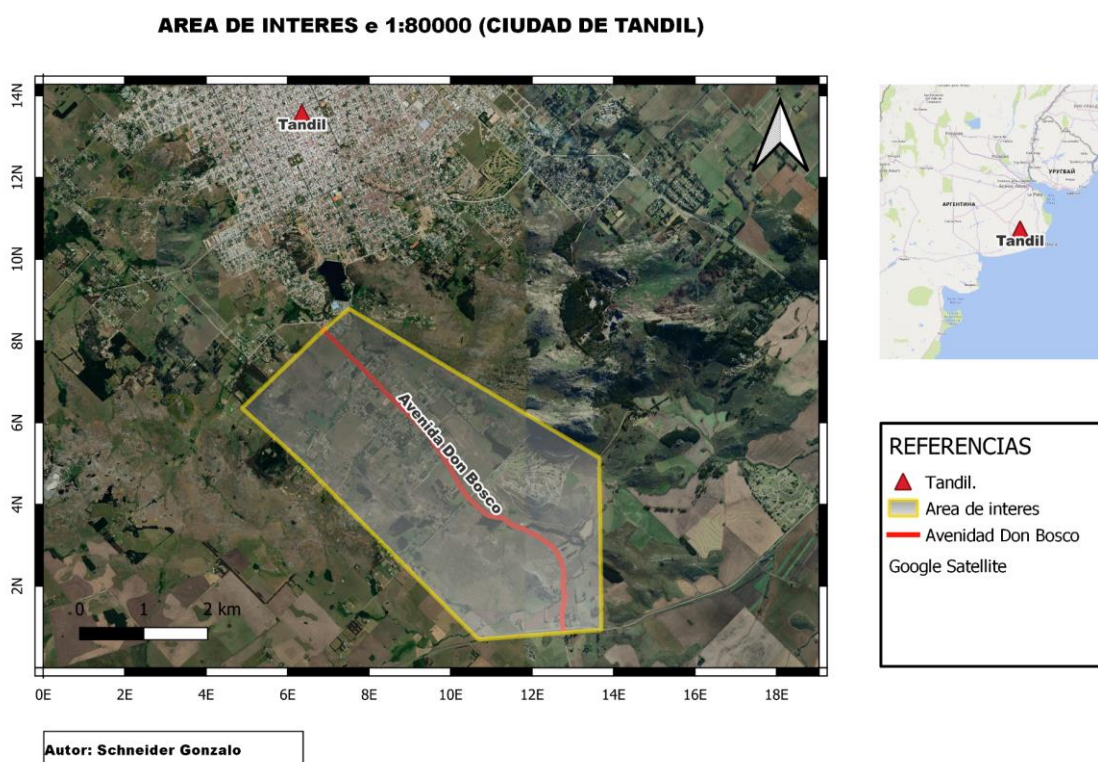 AREA DE INTERES e 1:80000 (CIUDAD DE TANDIL)
14N
12N
10N
8N
6N
4N
2N
Tandil
Avenida Don Bosco
0 1 2 km
0E 2E 4E 6E 8E 10E 12E 14E 16E 18E
УРУГВАЙ
АРГЕНТИНА
Tandil
REFERENCIAS
Tandil.
Area de interes
Avenidad Don Bosco
Google Satellite
Autor: Schneider Gonzalo